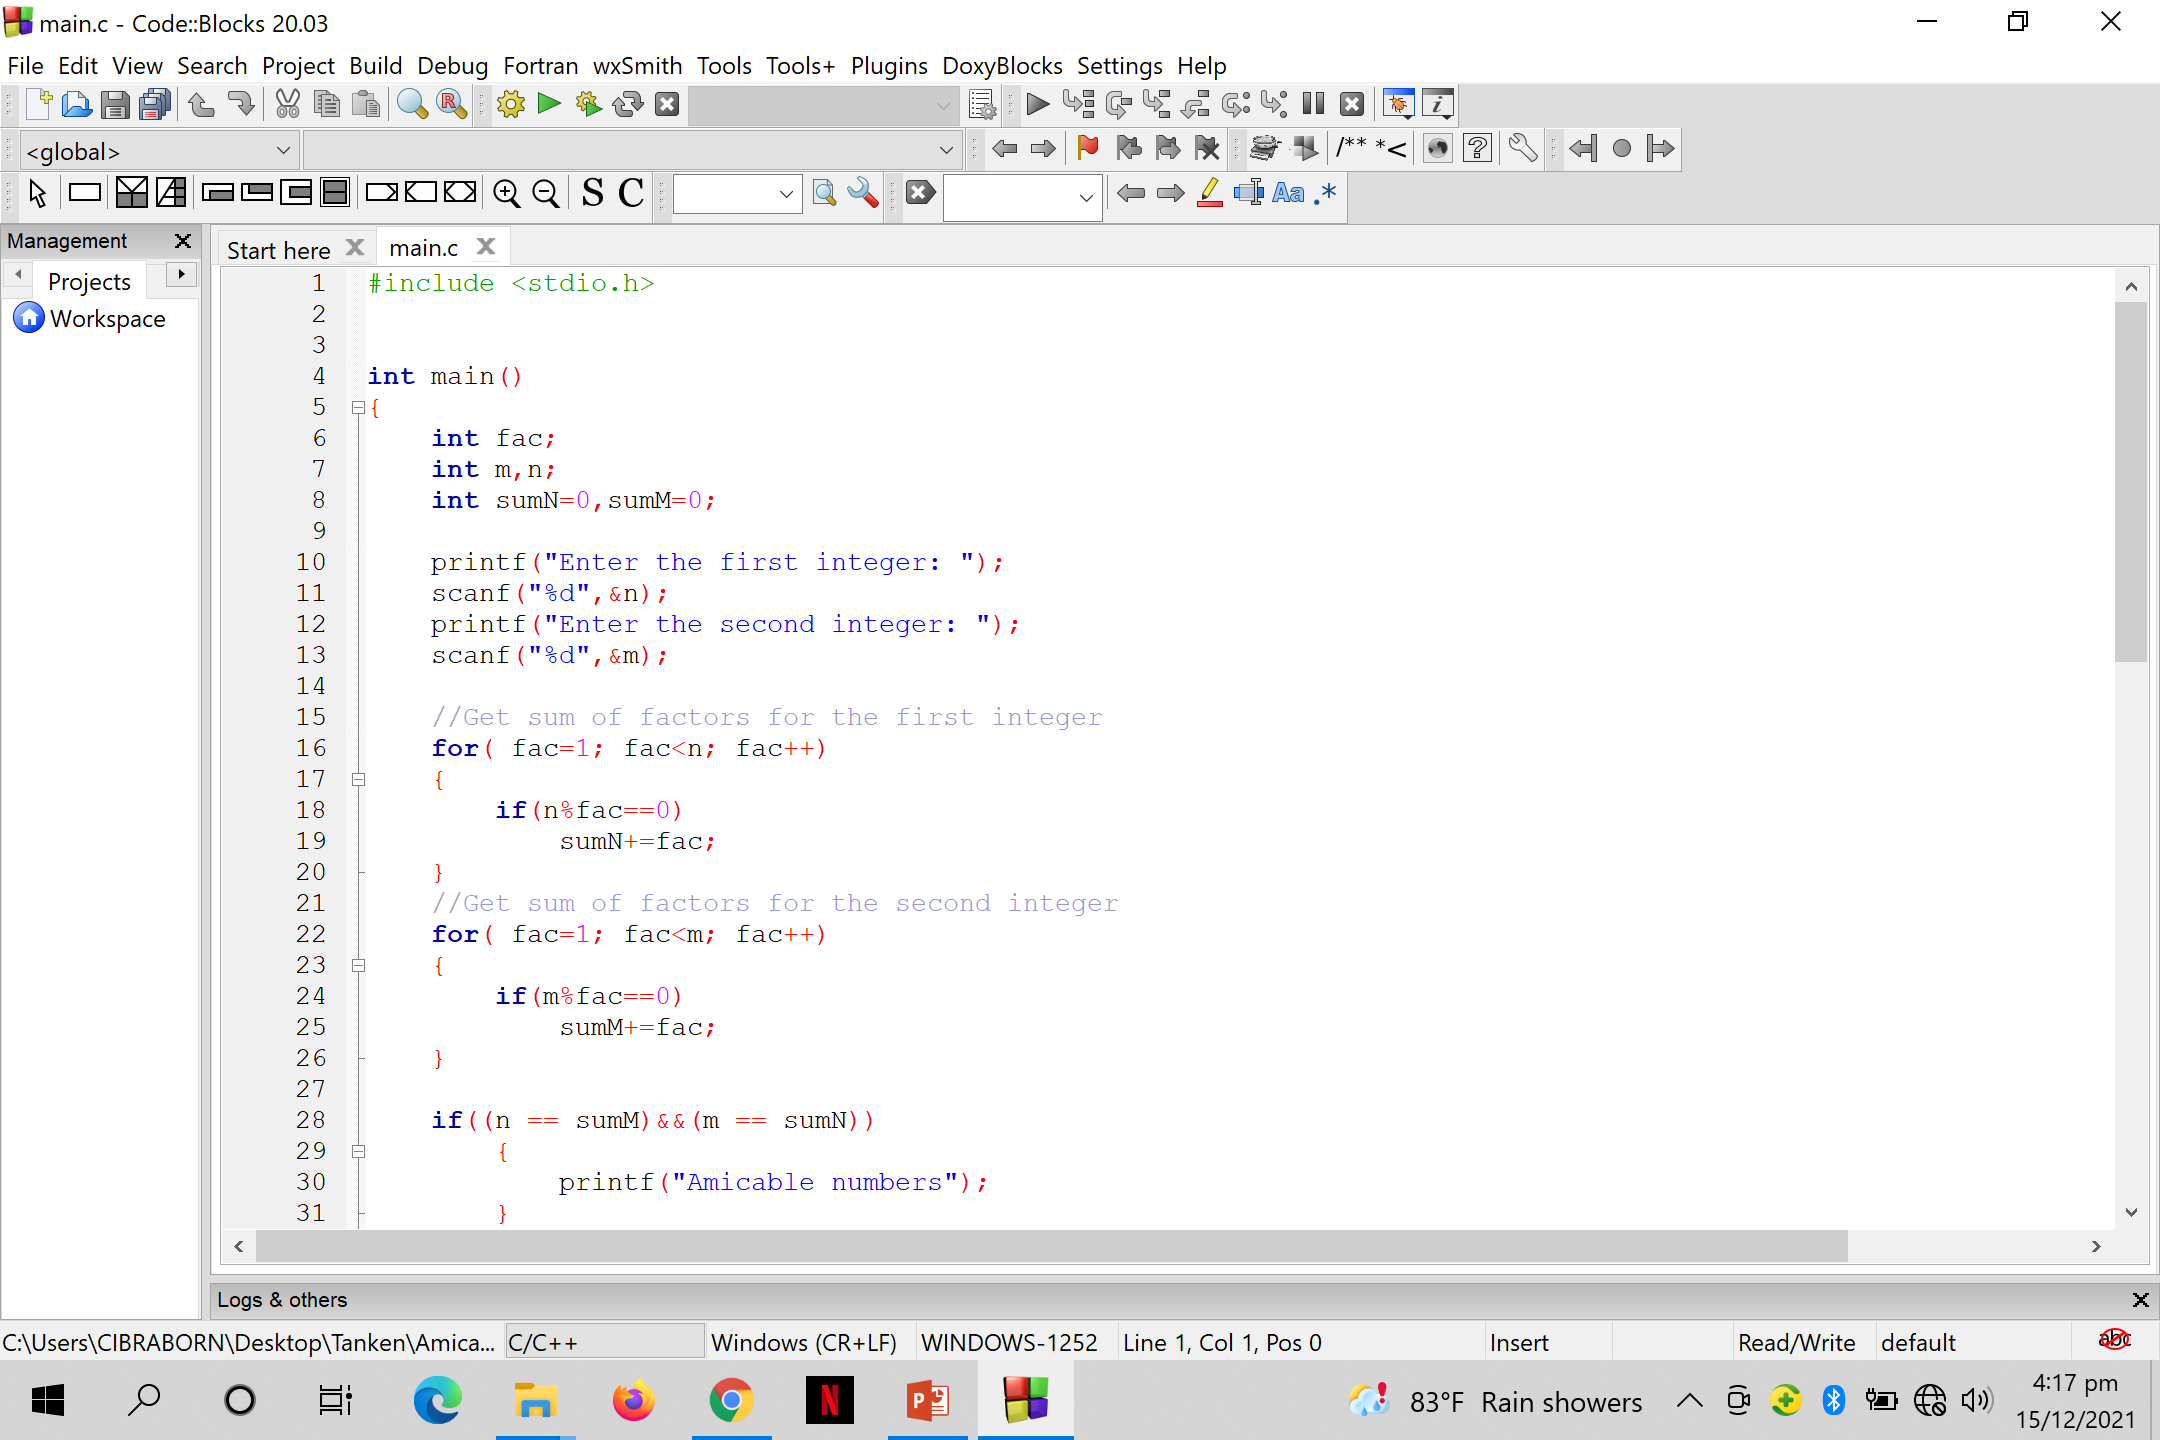 main.c - Code::Blocks 20.03
File Edit View Search Project Build Debug Fortran wxSmith Tools Tools+ Plugins DoxyBlocks Settings Help
<global>
/** *<
S C
Aa .*
Management
Projects
Workspace
Start here
main.c
1 #include <stdio.h>
2
3
4 int main()
5 {
6 int fac;
7 int m,n;
8 int sumN=0,sumM=0;
9
10 printf("Enter the first integer: ");
11 scanf("%d",&n);
12 printf("Enter the second integer: ");
13 scanf("%d",&m);
14
15 //Get sum of factors for the first integer
16 for( fac=1; fac<n; fac++)
17 {
18 if(n%fac==0)
19 sumN+=fac;
20 }
21 //Get sum of factors for the second integer
22 for( fac=1; fac<m; fac++)
23 {
24 if(m%fac==0)
25 sumM+=fac;
26 }
27
28 if((n == sumM)&&(m == sumN))
29 {
30 printf("Amicable numbers");
31 }
Logs & others
C:\Users\CIBRABORN\Desktop\Tanken\Amica... C/C++ Windows (CR+LF) WINDOWS-1252 Line 1, Col 1, Pos 0 Insert Read/Write default abc
83°F Rain showers
4:17 pm
15/12/2021